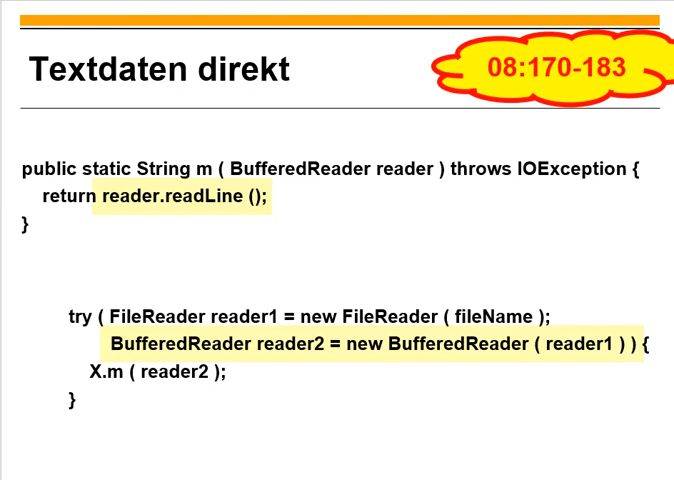 Textdaten direkt
08:170-183
public static String m ( BufferedReader reader ) throws IOException {
return reader.readLine ();
}
try ( FileReader reader1 = new FileReader ( fileName );
BufferedReader reader2 = new BufferedReader ( reader1 ) ) {
X.m ( reader2 );
}